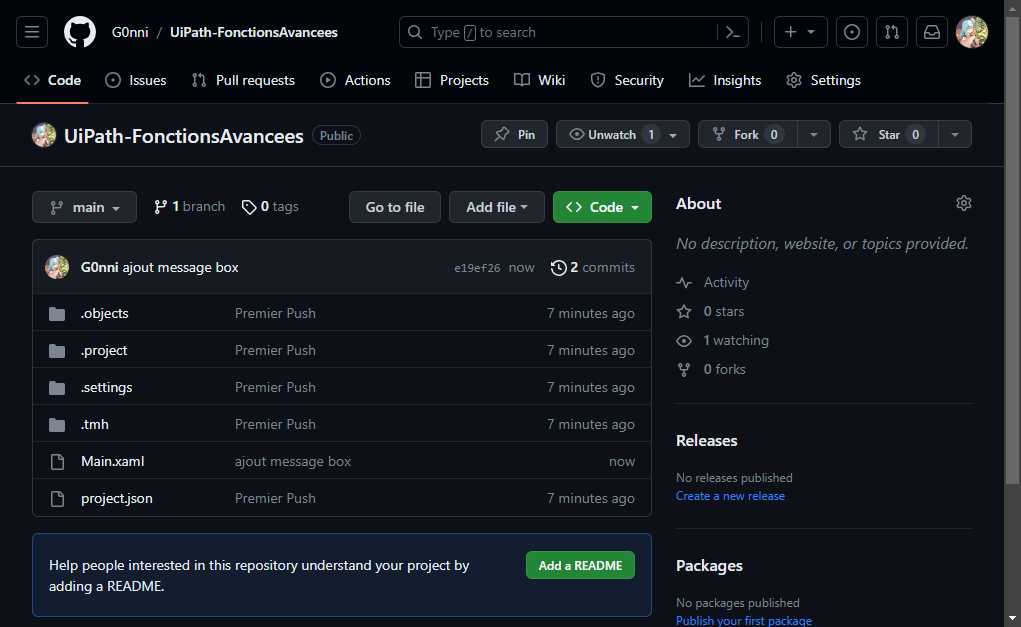 G0nni / UiPath-FonctionsAvancees Type / to search
Code Issues Pull requests Actions Projects Wiki Security Insights Settings
UiPath-FonctionsAvancees Public Pin Unwatch 1 Fork 0 Star 0
main 1 branch 0 tags Go to file Add file Code
G0nni ajout message box e19ef26 now 2 commits
.objects Premier Push 7 minutes ago
.project Premier Push 7 minutes ago
.settings Premier Push 7 minutes ago
.tmh Premier Push 7 minutes ago
Main.xaml ajout message box now
project.json Premier Push 7 minutes ago
Help people interested in this repository understand your project by
adding a README.
Add a README
About
No description, website, or topics provided.
Activity
0 stars
1 watching
0 forks
Releases
No releases published
Create a new release
Packages
No packages published
Publish your first package